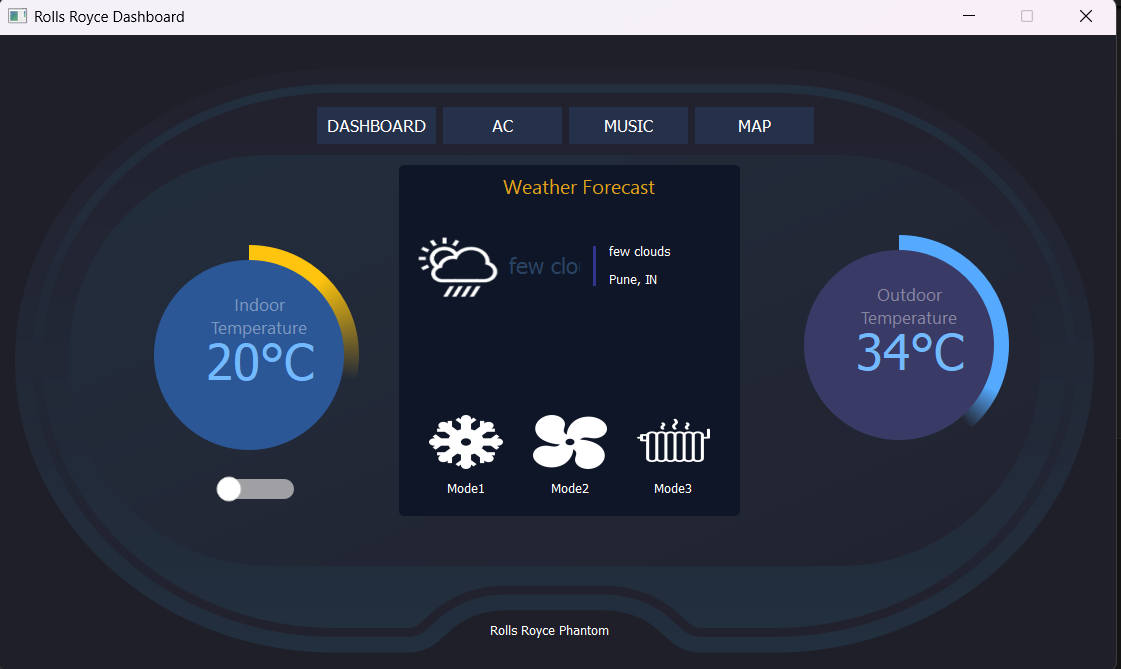 Rolls Royce Dashboard
DASHBOARD AC MUSIC MAP
Weather Forecast
few clo
few clouds
Pune, IN
Indoor
Temperature
20°C
Outdoor
Temperature
34°C
Mode1 Mode2 Mode3
Rolls Royce Phantom